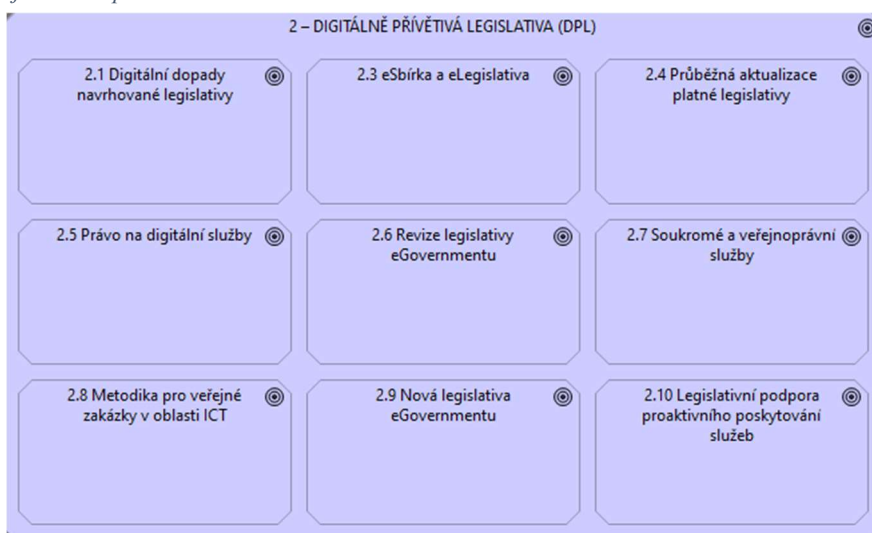 2 – DIGITÁLNĚ PŘÍVĚTIVÁ LEGISLATIVA (DPL)
2.1 Digitální dopady
navrhované legislativy
2.3 eSbírka a eLegislativa
2.4 Průběžná aktualizace
platné legislativy
2.5 Právo na digitální služby
2.6 Revize legislativy
eGovernmentu
2.7 Soukromé a veřejnoprávní
služby
2.8 Metodika pro veřejné
zakázky v oblasti ICT
2.9 Nová legislativa
eGovernmentu
2.10 Legislativní podpora
proaktivního poskytování
služeb